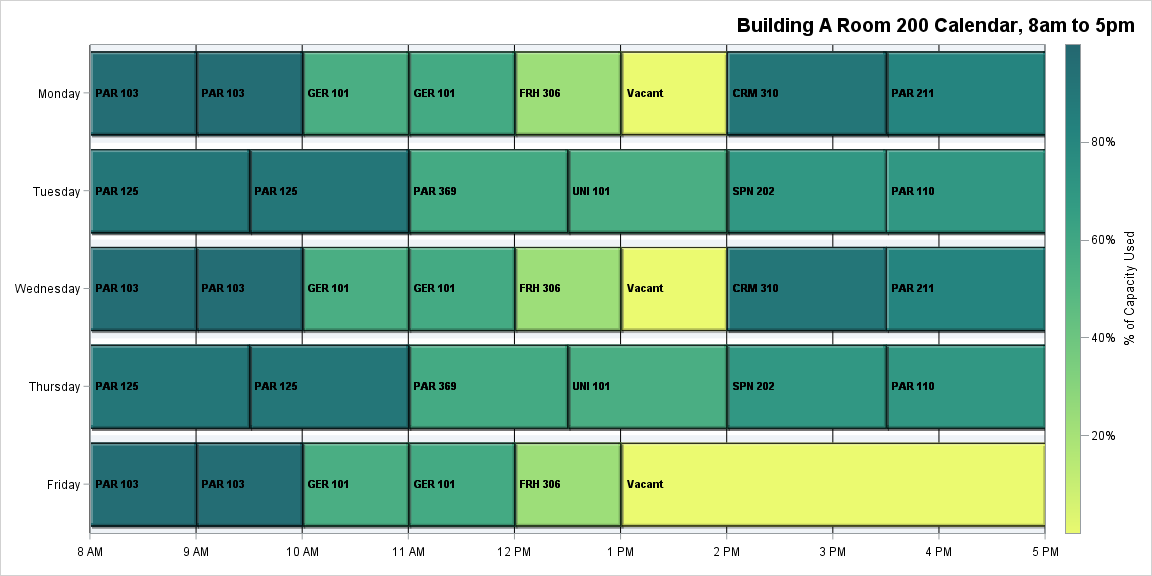 Building A Room 200 Calendar, 8am to 5pm
Monday PAR 103 PAR 103 GER 101 GER 101 FRH 306 Vacant CRM 310 PAR 211
Tuesday PAR 125 PAR 125 PAR 369 UNI 101 SPN 202 PAR 110
Wednesday PAR 103 PAR 103 GER 101 GER 101 FRH 306 Vacant CRM 310 PAR 211
Thursday PAR 125 PAR 125 PAR 369 UNI 101 SPN 202 PAR 110
Friday PAR 103 PAR 103 GER 101 GER 101 FRH 306 Vacant
8 AM 9 AM 10 AM 11 AM 12 PM 1 PM 2 PM 3 PM 4 PM 5 PM
80%
60%
40%
20%
% of Capacity Used